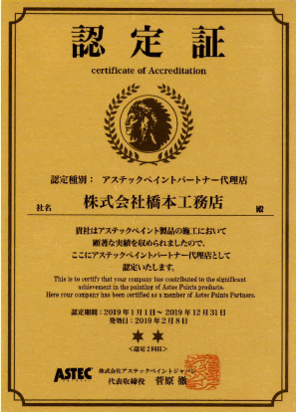 認定証
certificate of Accreditation
認定種別： アステックペイントパートナー代理店
社名 株式会社橋本工務店 殿
貴社はアステックペイント製品の施工において
顕著な実績を収められましたので、
ここにアステックペイントパートナー代理店として
認定いたします。
This is to certify that your company has contributed to the significant
achievement in the painting of Astec Paints products.
Here your company has been certified as a member of Astec Paints Partners.
認定期間：2019年1月1日〜2019年12月31日
発効日：2019年2月8日
<認定2回目>
ASTEC
株式会社アステックペイントジャパン
代表取締役 菅原 徹